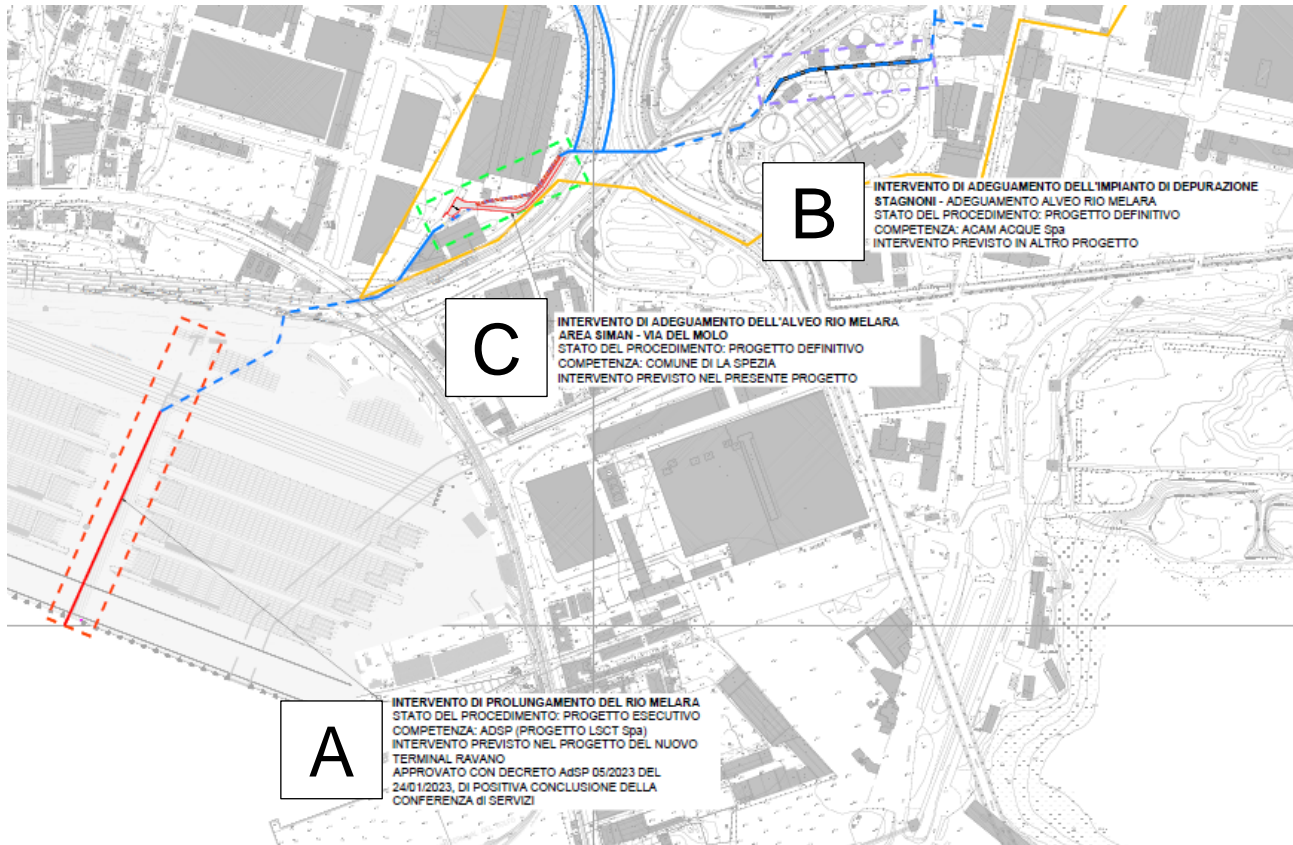 B
INTERVENTO DI ADEGUAMENTO DELL'IMPIANTO DI DEPURAZIONE
STAGNONI - ADEGUAMENTO ALVEO RIO MELARA
STATO DEL PROCEDIMENTO: PROGETTO DEFINITIVO
COMPETENZA: ACAM ACQUE Spa
INTERVENTO PREVISTO IN ALTRO PROGETTO
C
INTERVENTO DI ADEGUAMENTO DELL'ALVEO RIO MELARA
AREA SIMAN - VIA DEL MOLO
STATO DEL PROCEDIMENTO: PROGETTO DEFINITIVO
COMPETENZA: COMUNE DI LA SPEZIA
INTERVENTO PREVISTO NEL PRESENTE PROGETTO
A
INTERVENTO DI PROLUNGAMENTO DEL RIO MELARA
STATO DEL PROCEDIMENTO: PROGETTO ESECUTIVO
COMPETENZA: ADSP (PROGETTO LSCT Spa)
INTERVENTO PREVISTO NEL PROGETTO DEL NUOVO
TERMINAL RAVANO
APPROVATO CON DECRETO AdSP 05/2023 DEL
24/01/2023, DI POSITIVA CONCLUSIONE DELLA
CONFERENZA di SERVIZI